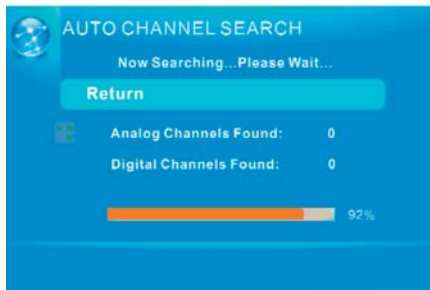 AUTO CHANNEL SEARCH
Now Searching...Please Wait...
Return
Analog Channels Found: 0
Digital Channels Found: 0
92%